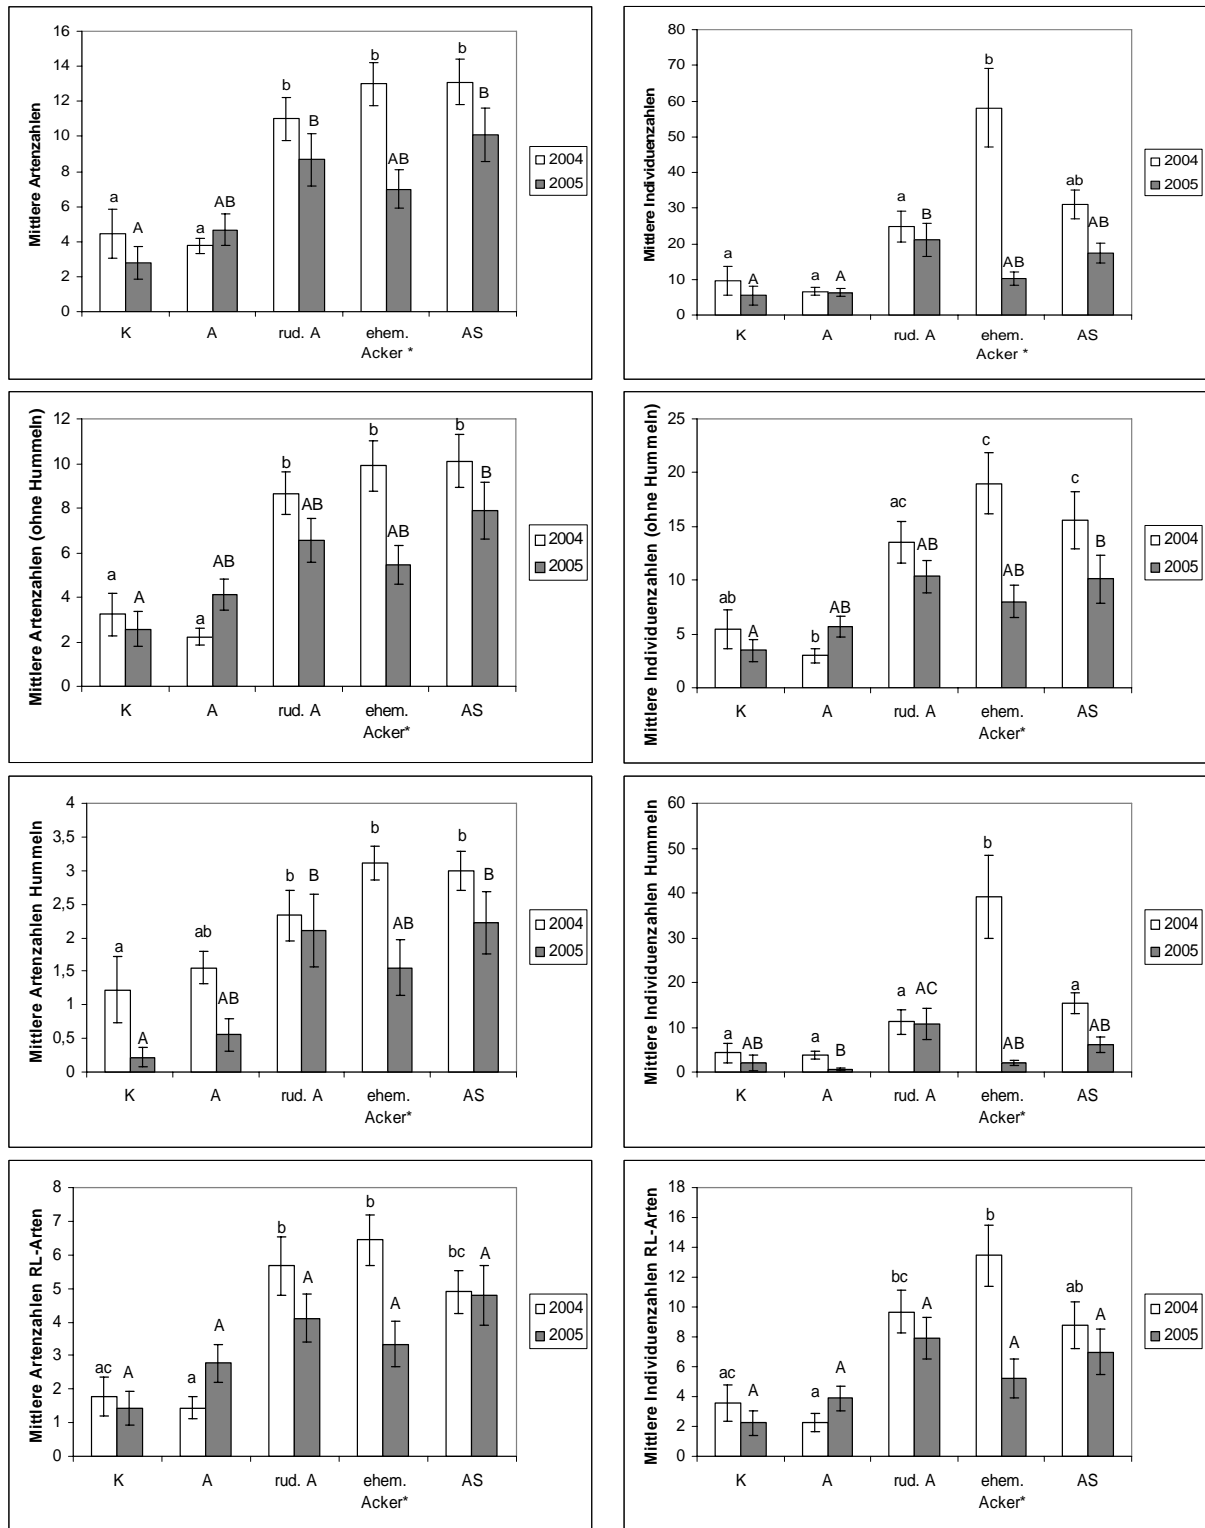 Mittlere Artenzahlen
16
14
12
10
8
6
4
2
0
a
A
a
AB
b
B
b
AB
b
B
K
A
rud. A
ehem.
Acker *
AS
2004
2005
Mittlere Individuenzahlen
80
70
60
50
40
30
20
10
0
a
A
a
A
a
B
b
AB
ab
AB
K
A
rud. A
ehem.
Acker *
AS
2004
2005
Mittlere Artenzahlen (ohne Hummeln)
12
10
8
6
4
2
0
a
A
a
AB
b
AB
b
AB
b
B
K
A
rud. A
ehem.
Acker*
AS
2004
2005
Mittlere Individuenzahlen (ohne Hummeln)
25
20
15
10
5
0
ab
A
b
AB
ac
AB
c
AB
c
B
K
A
rud. A
ehem.
Acker*
AS
2004
2005
Mittlere Artenzahlen Hummeln
4
3,5
3
2,5
2
1,5
1
0,5
0
a
A
ab
AB
b
B
b
AB
b
B
K
A
rud. A
ehem.
Acker*
AS
2004
2005
Mittlere Individuenzahlen Hummeln
60
50
40
30
20
10
0
a
AB
a
B
a
AC
b
AB
a
AB
K
A
rud. A
ehem.
Acker*
AS
2004
2005
Mittlere Artenzahlen RL-Arten
8
7
6
5
4
3
2
1
0
ac
A
a
A
b
A
b
A
bc
A
K
A
rud. A
ehem.
Acker*
AS
2004
2005
Mittlere Individuenzahlen RL-Arten
18
16
14
12
10
8
6
4
2
0
ac
A
a
A
bc
A
b
A
ab
A
K
A
rud. A
ehem.
Acker*
AS
2004
2005